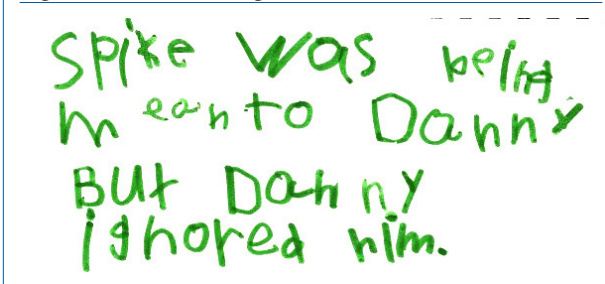 Spike was being
mean to Danny
But Danny
ignored him.